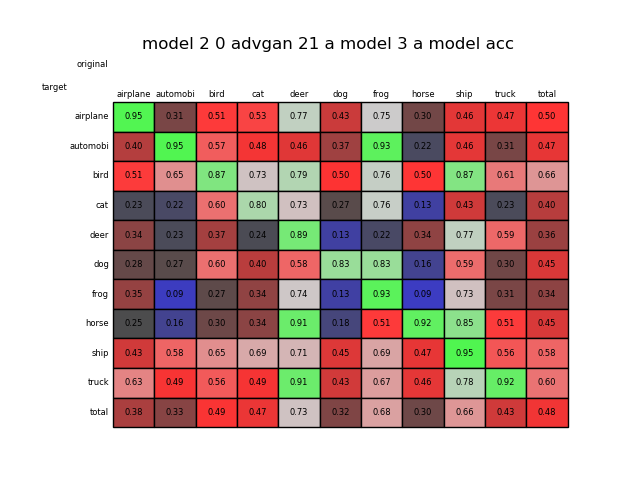 model 2 0 advgan 21 a model 3 a model acc
original
target
airplane automobi bird cat deer dog frog horse ship truck total
airplane 0.95 0.31 0.51 0.53 0.77 0.43 0.75 0.30 0.46 0.47 0.50
automobi 0.40 0.95 0.57 0.48 0.46 0.37 0.93 0.22 0.46 0.31 0.47
bird 0.51 0.65 0.87 0.73 0.79 0.50 0.76 0.50 0.87 0.61 0.66
cat 0.23 0.22 0.60 0.80 0.73 0.27 0.76 0.13 0.43 0.23 0.40
deer 0.34 0.23 0.37 0.24 0.89 0.13 0.22 0.34 0.77 0.59 0.36
dog 0.28 0.27 0.60 0.40 0.58 0.83 0.83 0.16 0.59 0.30 0.45
frog 0.35 0.09 0.27 0.34 0.74 0.13 0.93 0.09 0.73 0.31 0.34
horse 0.25 0.16 0.30 0.34 0.91 0.18 0.51 0.92 0.85 0.51 0.45
ship 0.43 0.58 0.65 0.69 0.71 0.45 0.69 0.47 0.95 0.56 0.58
truck 0.63 0.49 0.56 0.49 0.91 0.43 0.67 0.46 0.78 0.92 0.60
total 0.38 0.33 0.49 0.47 0.73 0.32 0.68 0.30 0.66 0.43 0.48